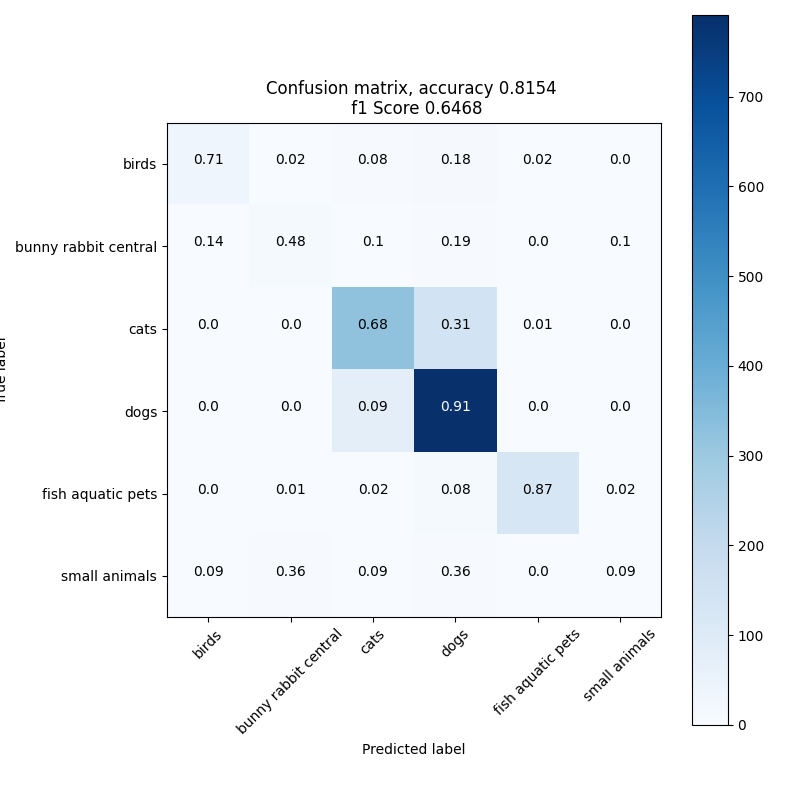 Confusion matrix, accuracy 0.8154
f1 Score 0.6468
birds 0.71 0.02 0.08 0.18 0.02 0.0
bunny rabbit central 0.14 0.48 0.1 0.19 0.0 0.1
cats 0.0 0.0 0.68 0.31 0.01 0.0
dogs 0.0 0.0 0.09 0.91 0.0 0.0
fish aquatic pets 0.0 0.01 0.02 0.08 0.87 0.02
small animals 0.09 0.36 0.09 0.36 0.0 0.09
birds
bunny rabbit central
cats
dogs
fish aquatic pets
small animals
Predicted label
700
600
500
400
300
200
100
0